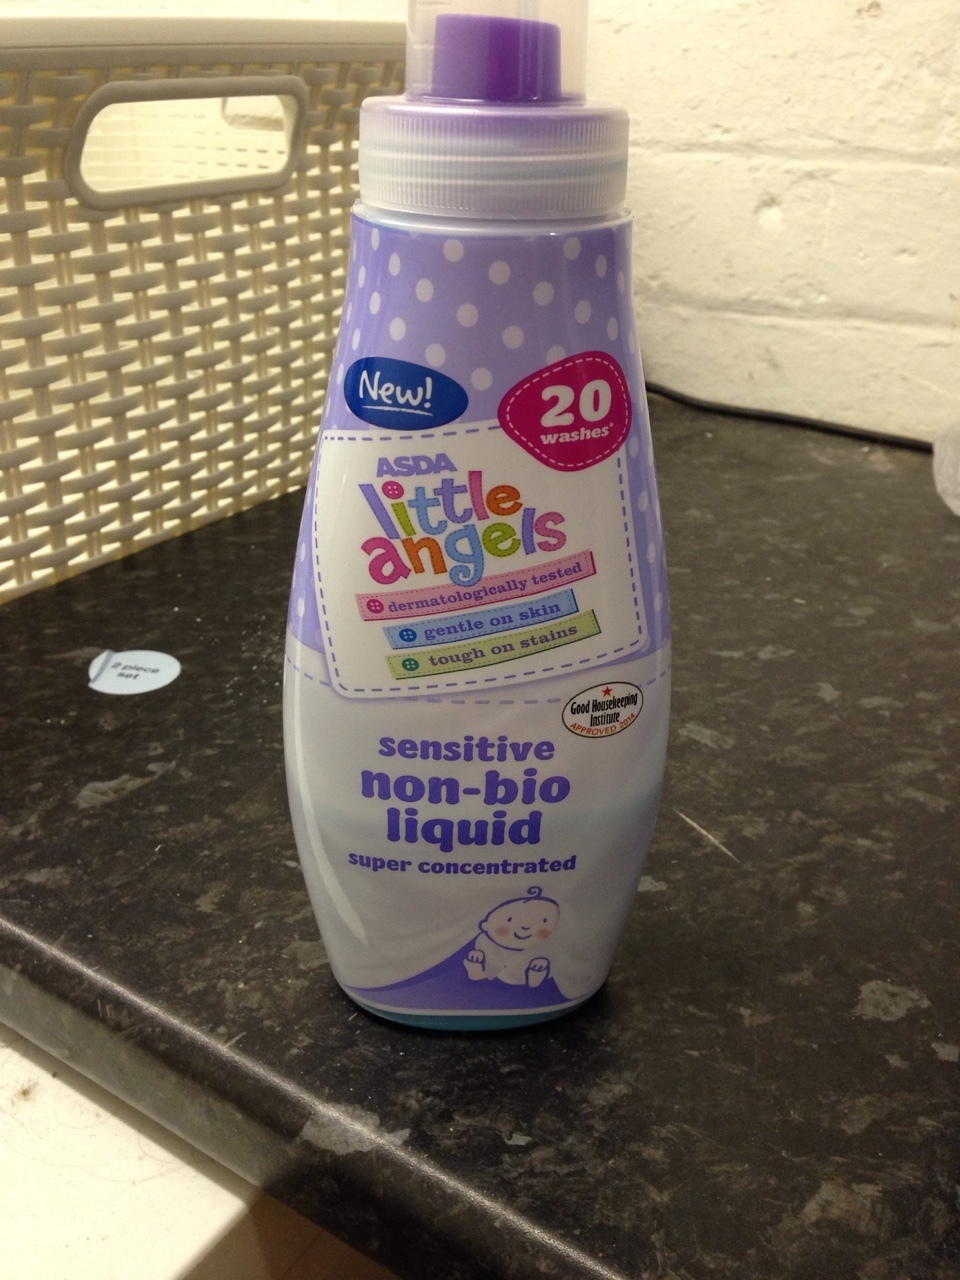 New!
20
washes*
ASDA
little
angels
dermatologically tested
gentle on skin
tough on stains
2 piece
set
Good Housekeeping
Institute
APPROVED 2014
sensitive
non-bio
liquid
super concentrated